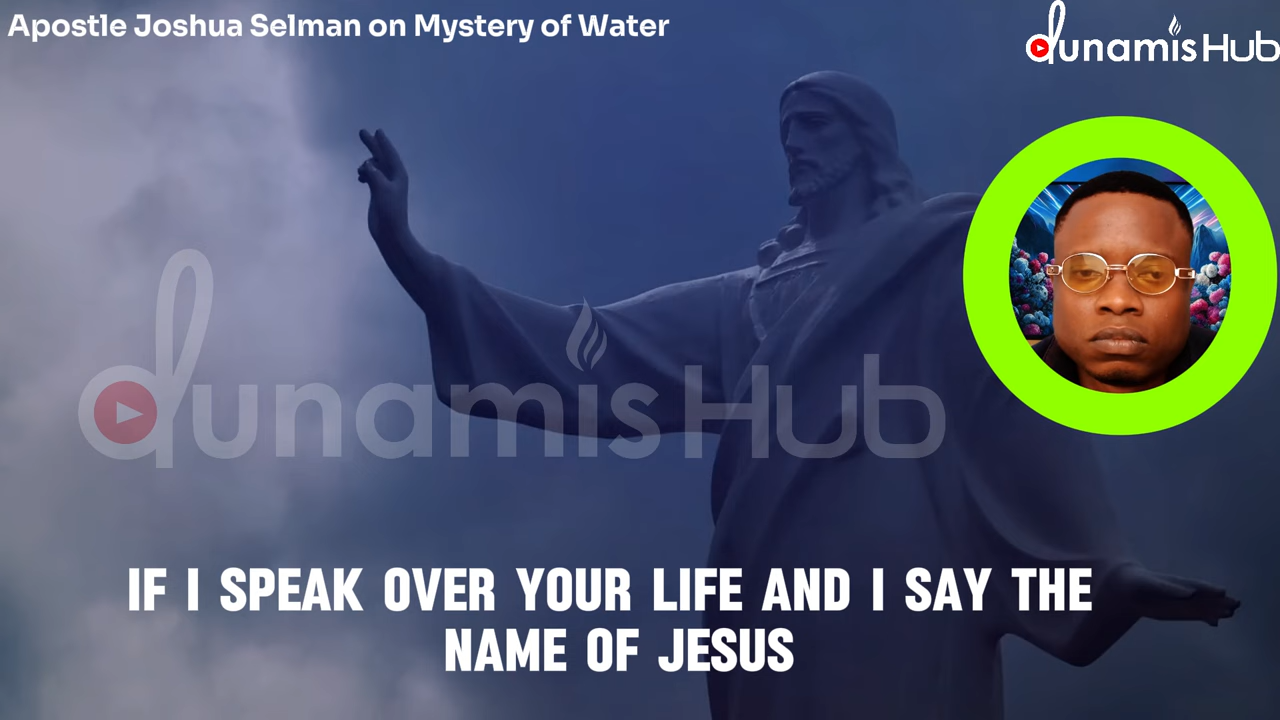 Apostle Joshua Selman on Mystery of Water
dunamisHub
dunamisHub
IF I SPEAK OVER YOUR LIFE AND I SAY THE
NAME OF JESUS